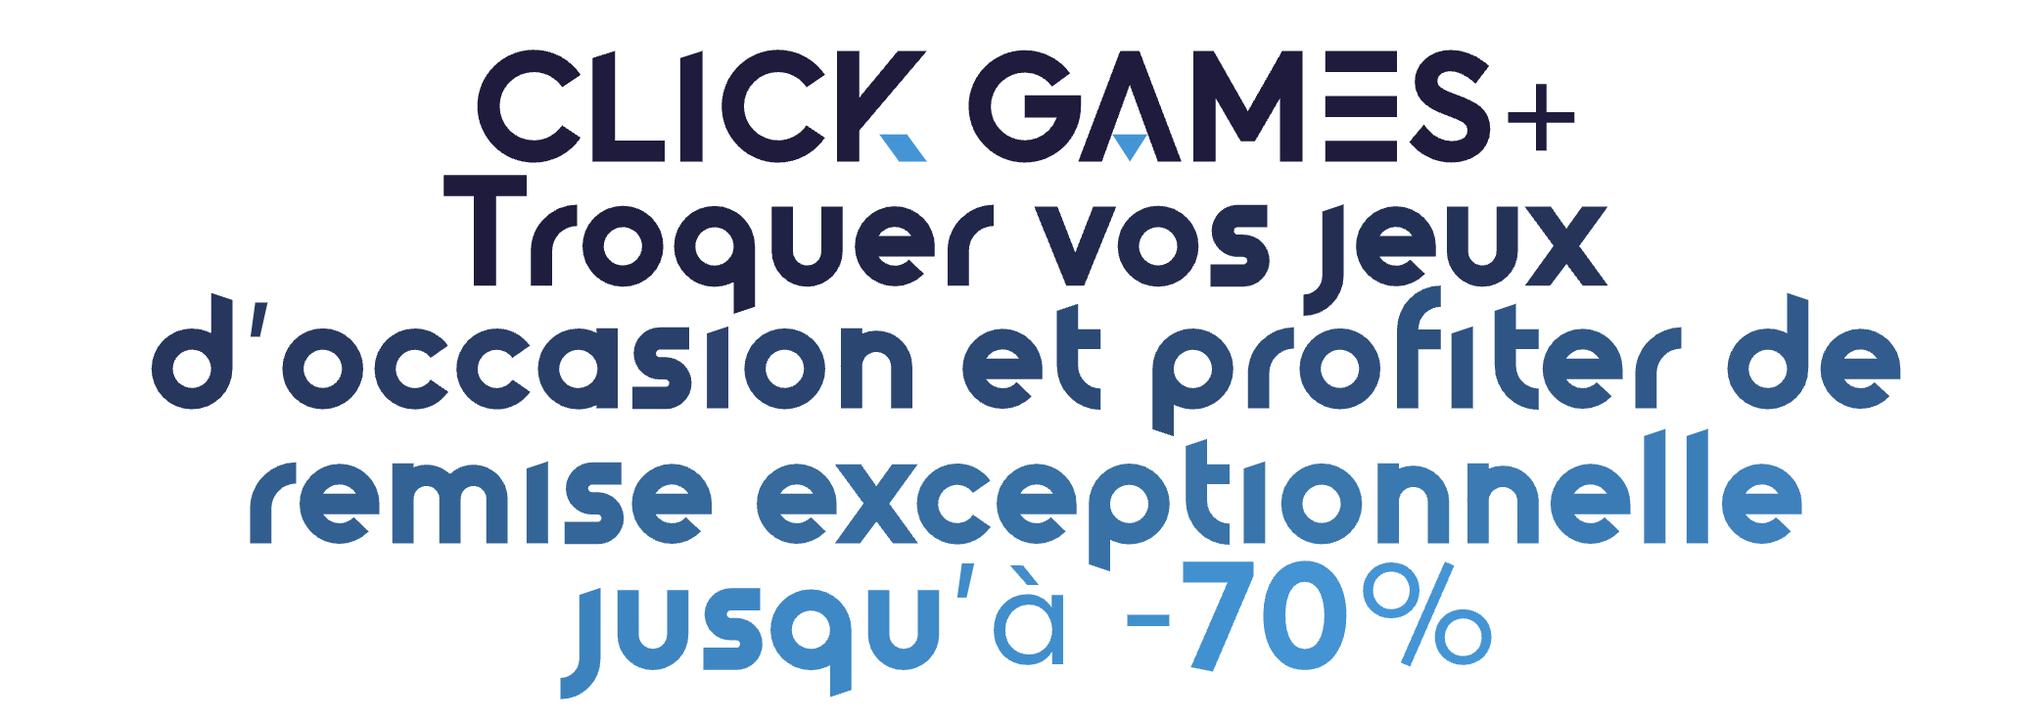 CLICK GAMES+
Troquer vos jeux
d'occasion et profiter de
remise exceptionnelle
jusqu'à -70%